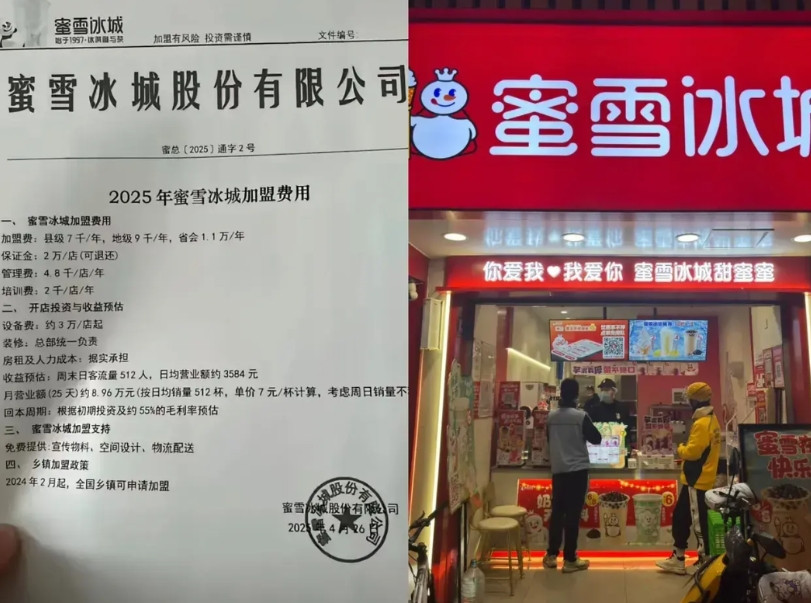 蜜雪冰城
始于1997·冰淇淋与茶
加盟有风险 投资需谨慎
文件编号:
蜜雪冰城股份有限公司
蜜总〔2025〕通字2号
2025年蜜雪冰城加盟费用
一、 蜜雪冰城加盟费用
加盟费：县级7千/年，地级9千/年，省会1.1万/年
保证金：2万/店(可退还)
管理费：4.8千/店/年
培训费：2千/店/年
二、 开店投资与收益预估
设备费：约3万/店起
装修：总部统一负责
房租及人力成本：据实承担
收益预估：周末日客流量512人，日均营业额约3584元
月营业额(25天)约8.96万元(按日均销量512杯，单价7元/杯计算，考虑周日销量不
回本周期：根据初期投资及约55%的毛利率预估
三、 蜜雪冰城加盟支持
免费提供:宣传物料、空间设计、物流配送
四、 乡镇加盟政策
2024年2月起，全国乡镇可申请加盟
蜜雪冰城股份有限公司
2025年4月26日
蜜雪冰城股份有限公司
蜜雪冰城
你爱我❤我爱你 蜜雪冰城甜蜜蜜
蜜雪